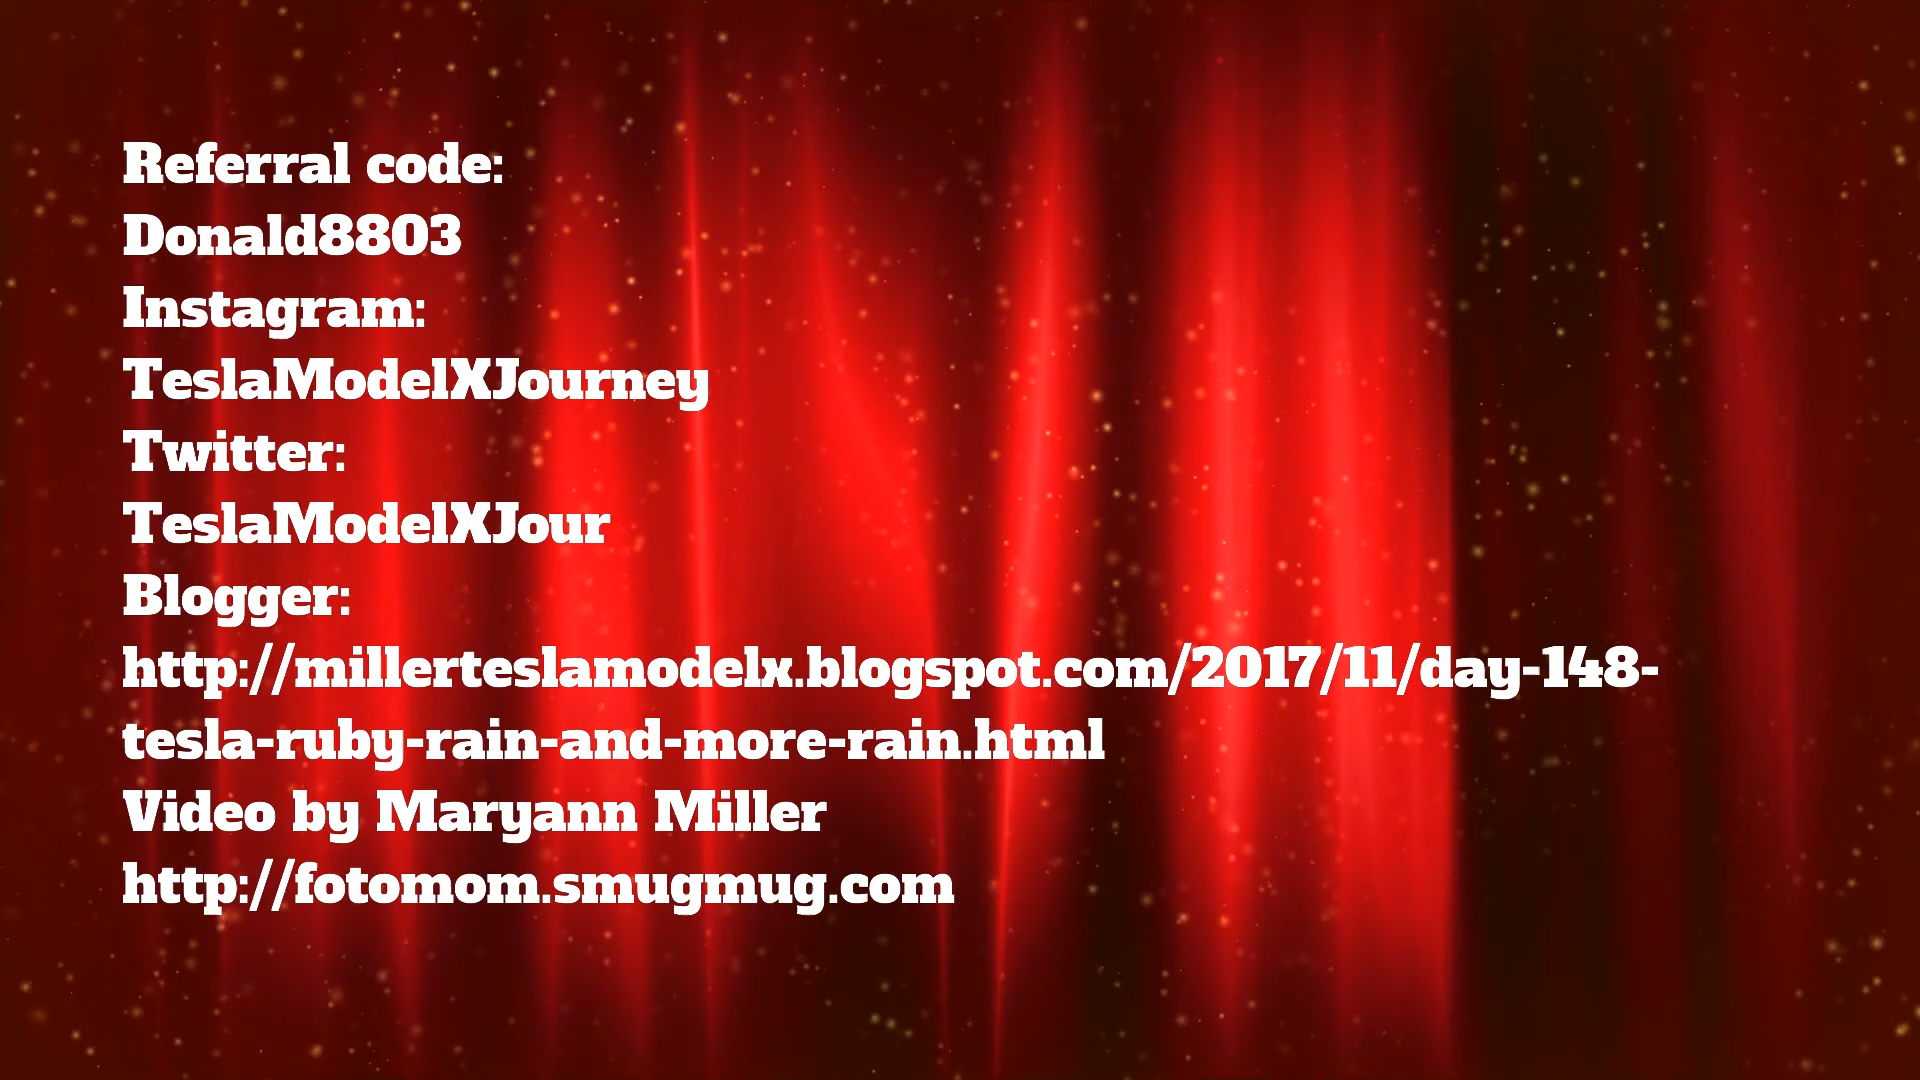 Referral code:
Donald8803
Instagram:
TeslaModelXJourney
Twitter:
TeslaModelXJour
Blogger:
http://millerteslamodelx.blogspot.com/2017/11/day-148-
tesla-ruby-rain-and-more-rain.html
Video by Maryann Miller
http://fotomom.smugmug.com